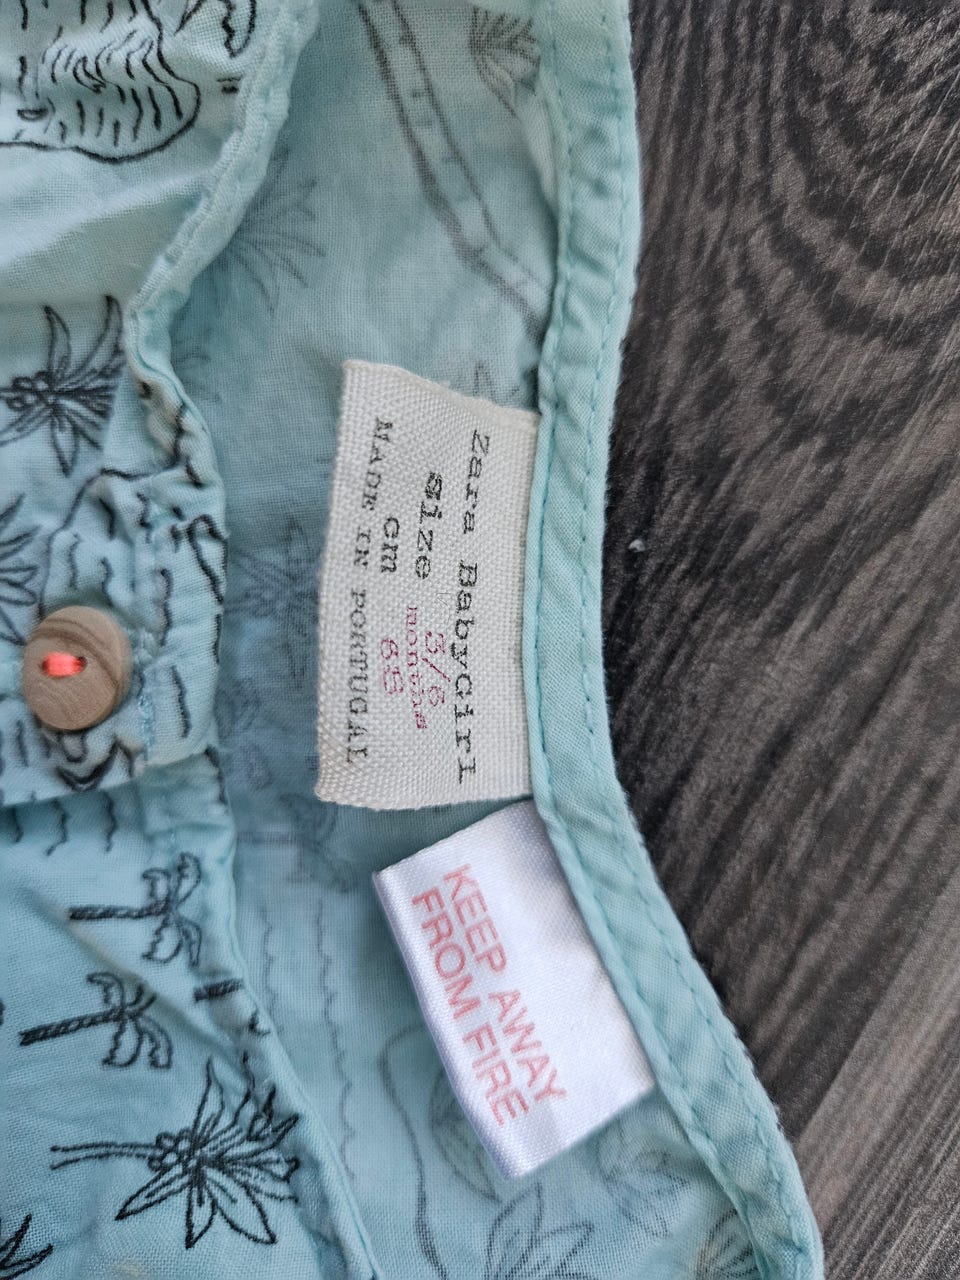 Zara BabyGirl
size 3/6
months
cm 68
MADE IN PORTUGAL
KEEP AWAY
FROM FIRE